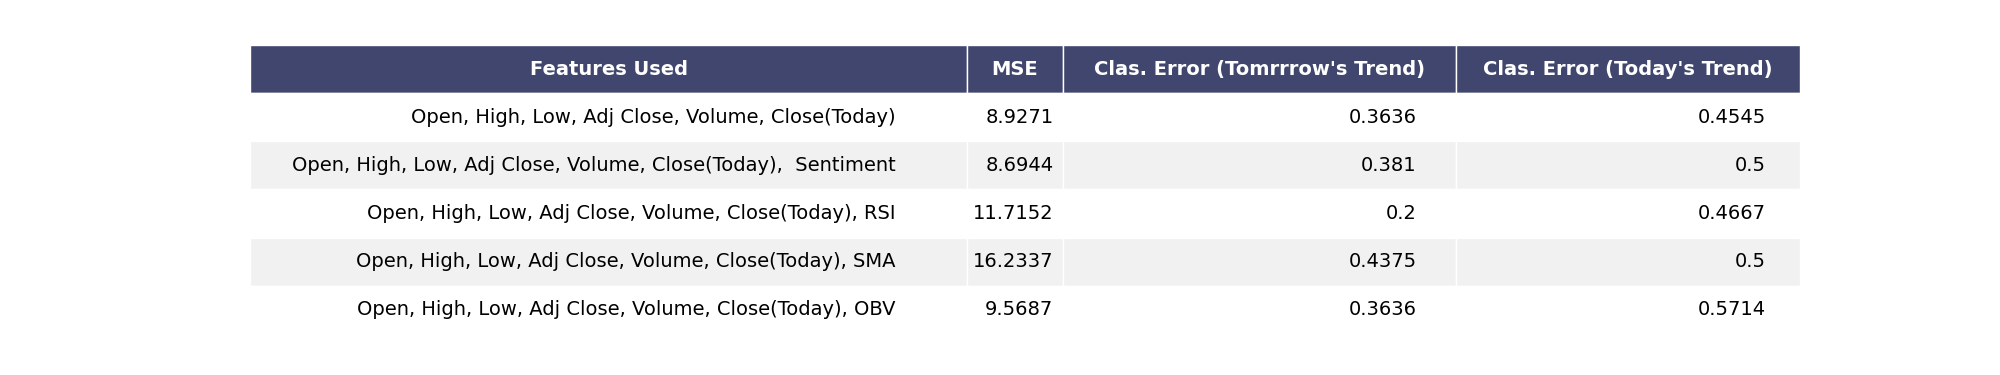 Features Used MSE Clas. Error (Tomrrrow's Trend) Clas. Error (Today's Trend)
Open, High, Low, Adj Close, Volume, Close(Today) 8.9271 0.3636 0.4545
Open, High, Low, Adj Close, Volume, Close(Today),  Sentiment 8.6944 0.381 0.5
Open, High, Low, Adj Close, Volume, Close(Today), RSI 11.7152 0.2 0.4667
Open, High, Low, Adj Close, Volume, Close(Today), SMA 16.2337 0.4375 0.5
Open, High, Low, Adj Close, Volume, Close(Today), OBV 9.5687 0.3636 0.5714